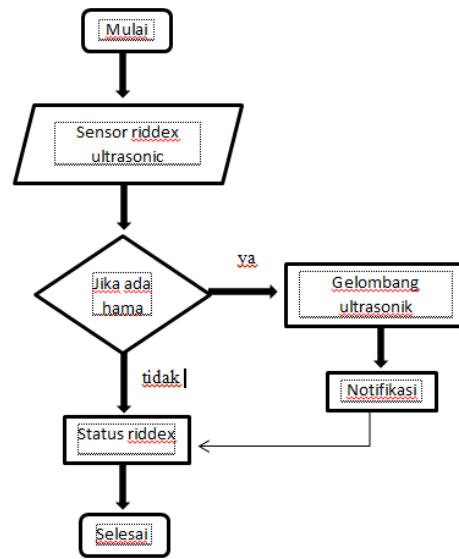 Mulai
Sensor riddex
ultrasonic
Jika ada
hama
ya
Gelombang
ultrasonik
tidak
Notifikasi
Status riddex
Selesai